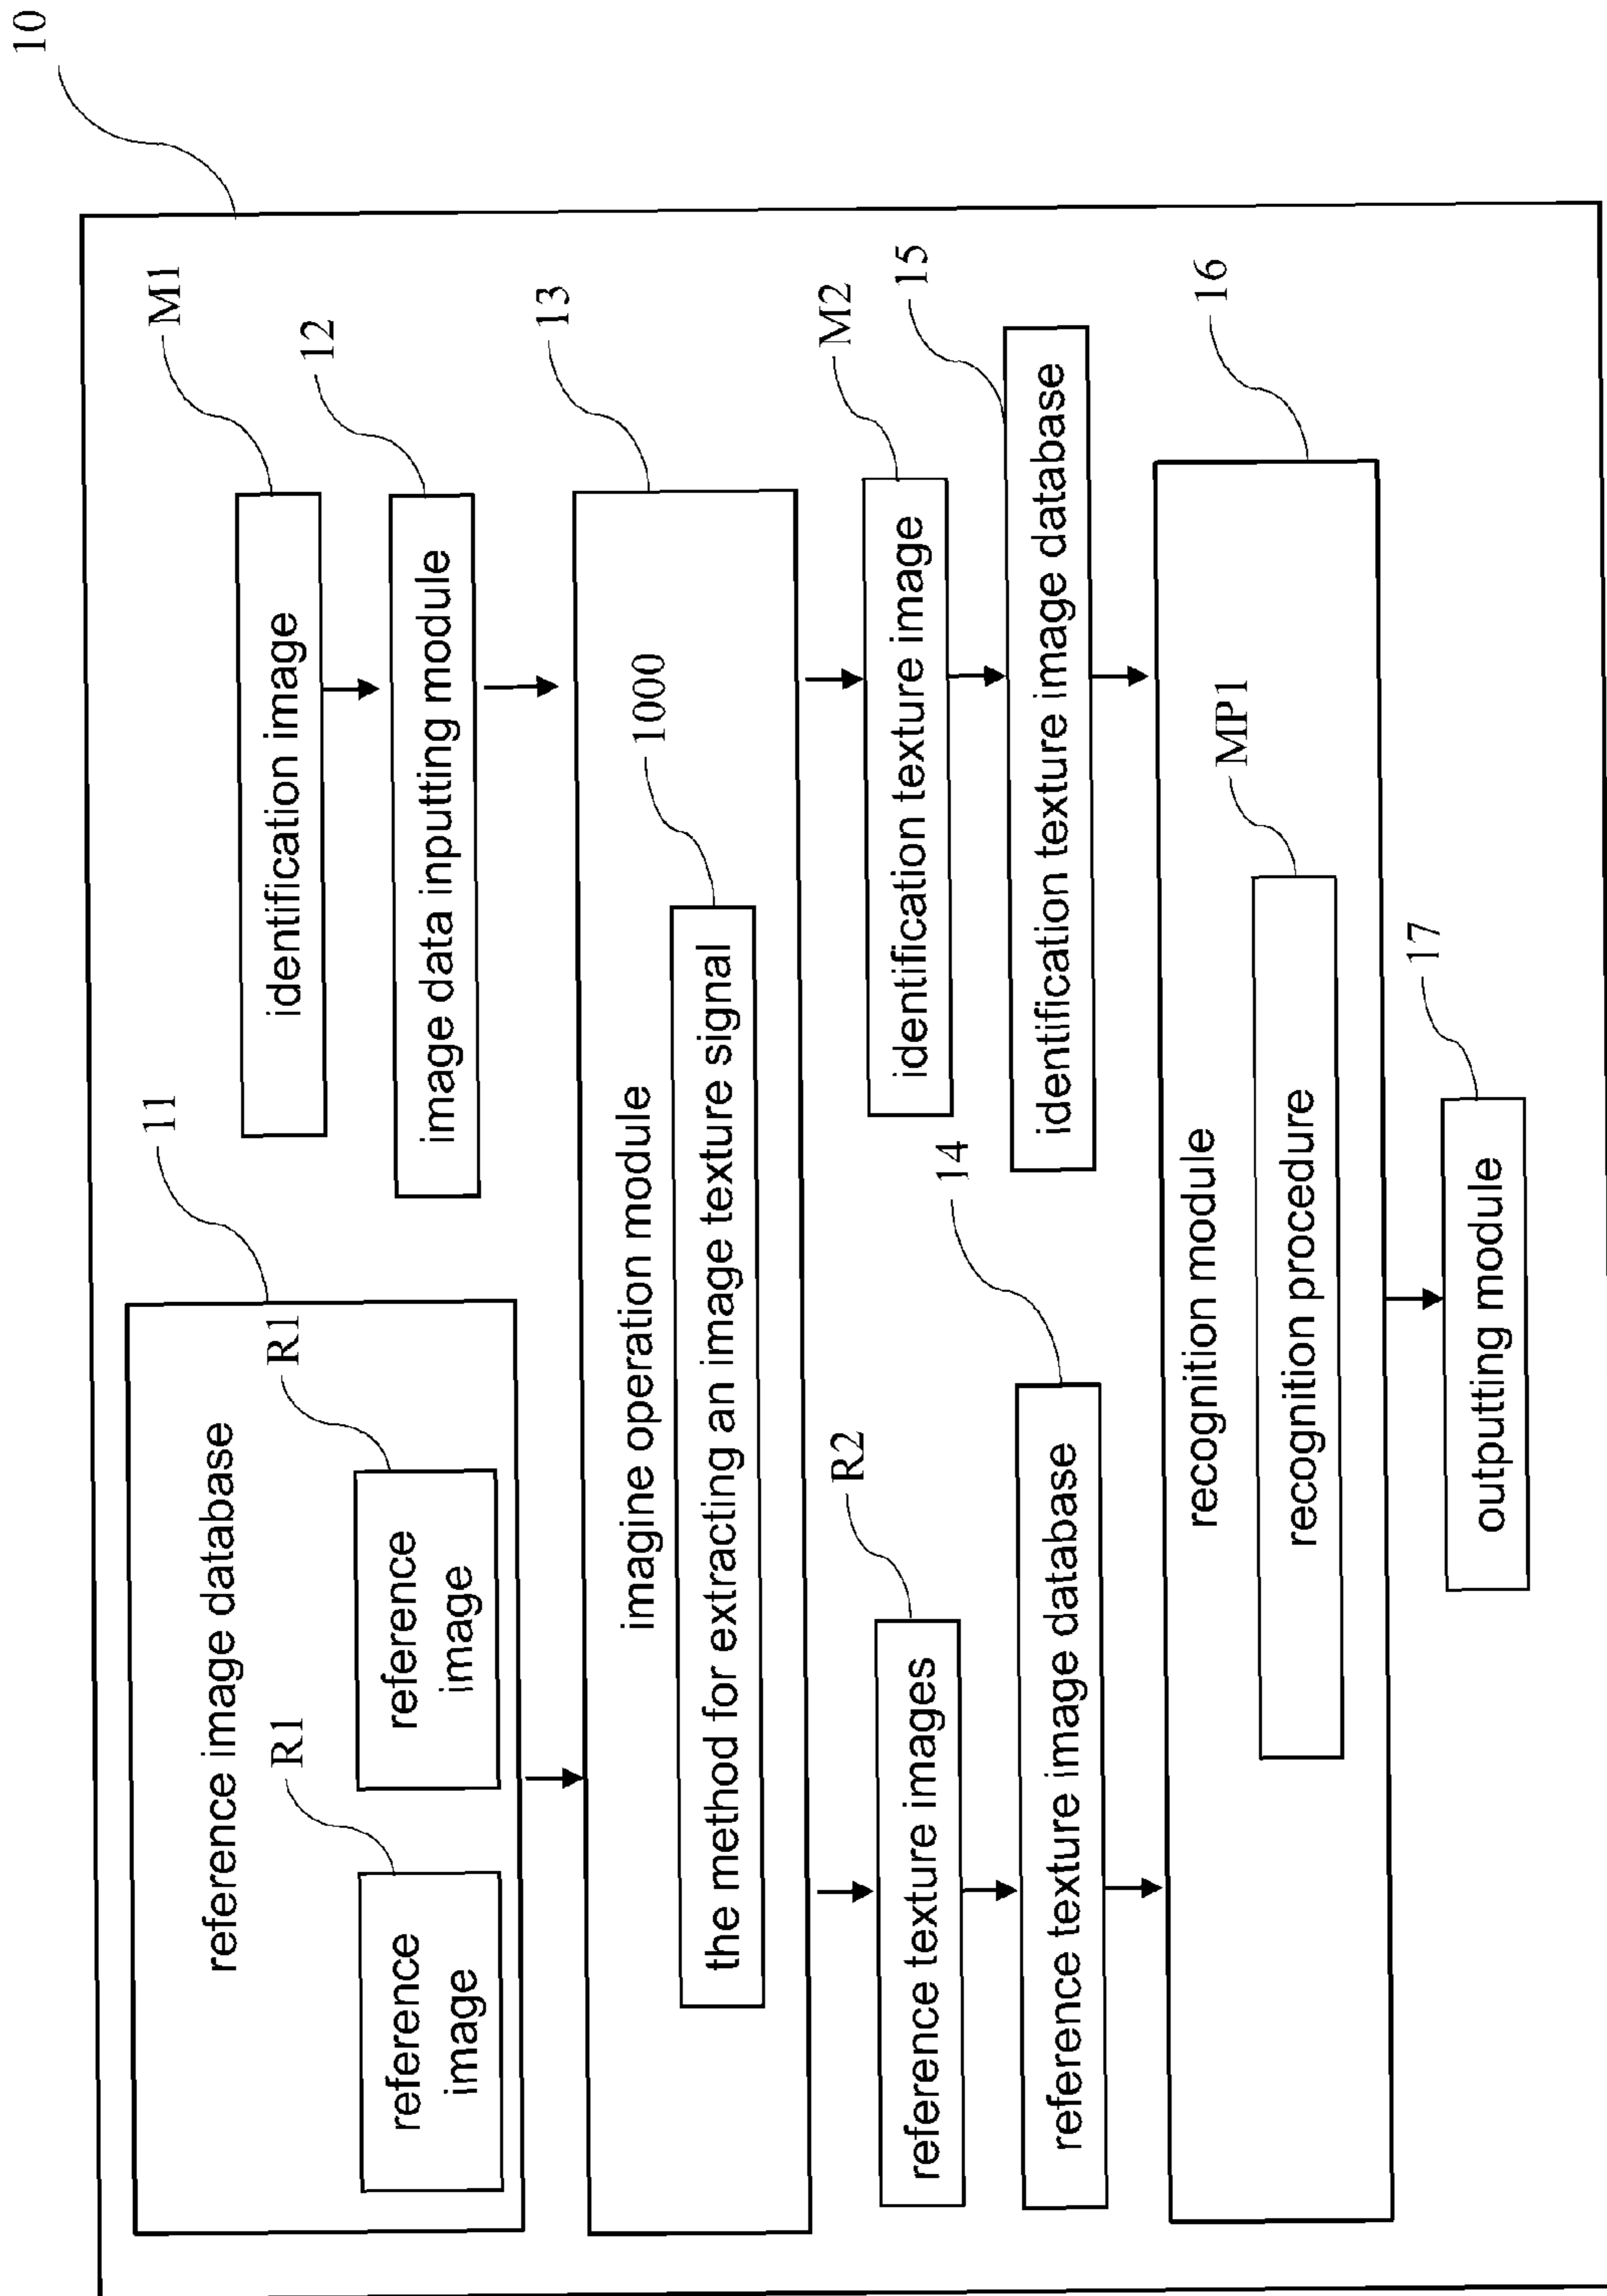 10
11
reference image database
R1
reference
image
R1
reference
image
M1
identification image
12
image data inputting module
13
imagine operation module
1000
the method for extracting an image texture signal
R2
reference texture images
M2
identification texture image
14
reference texture image database
15
identification texture image database
16
recognition module
MP1
recognition procedure
17
outputting module